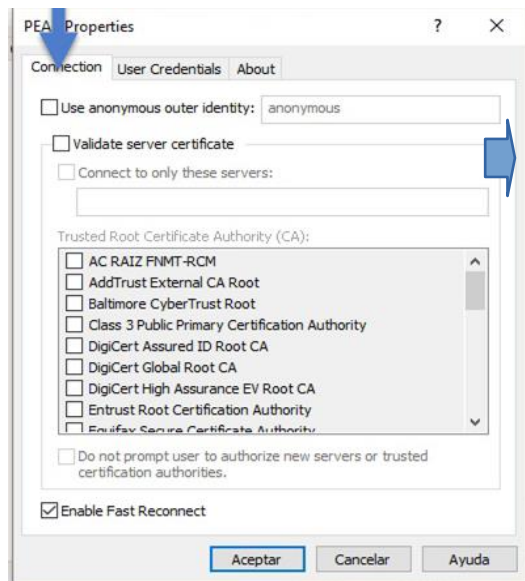 PEAP Properties
? ×
Connection User Credentials About
Use anonymous outer identity: anonymous
Validate server certificate
Connect to only these servers:
Trusted Root Certificate Authority (CA):
AC RAIZ FNMT-RCM
AddTrust External CA Root
Baltimore CyberTrust Root
Class 3 Public Primary Certification Authority
DigiCert Assured ID Root CA
DigiCert Global Root CA
DigiCert High Assurance EV Root CA
Entrust Root Certification Authority
Equifax Secure Certificate Authority
Do not prompt user to authorize new servers or trusted
certification authorities.
Enable Fast Reconnect
Aceptar Cancelar Ayuda